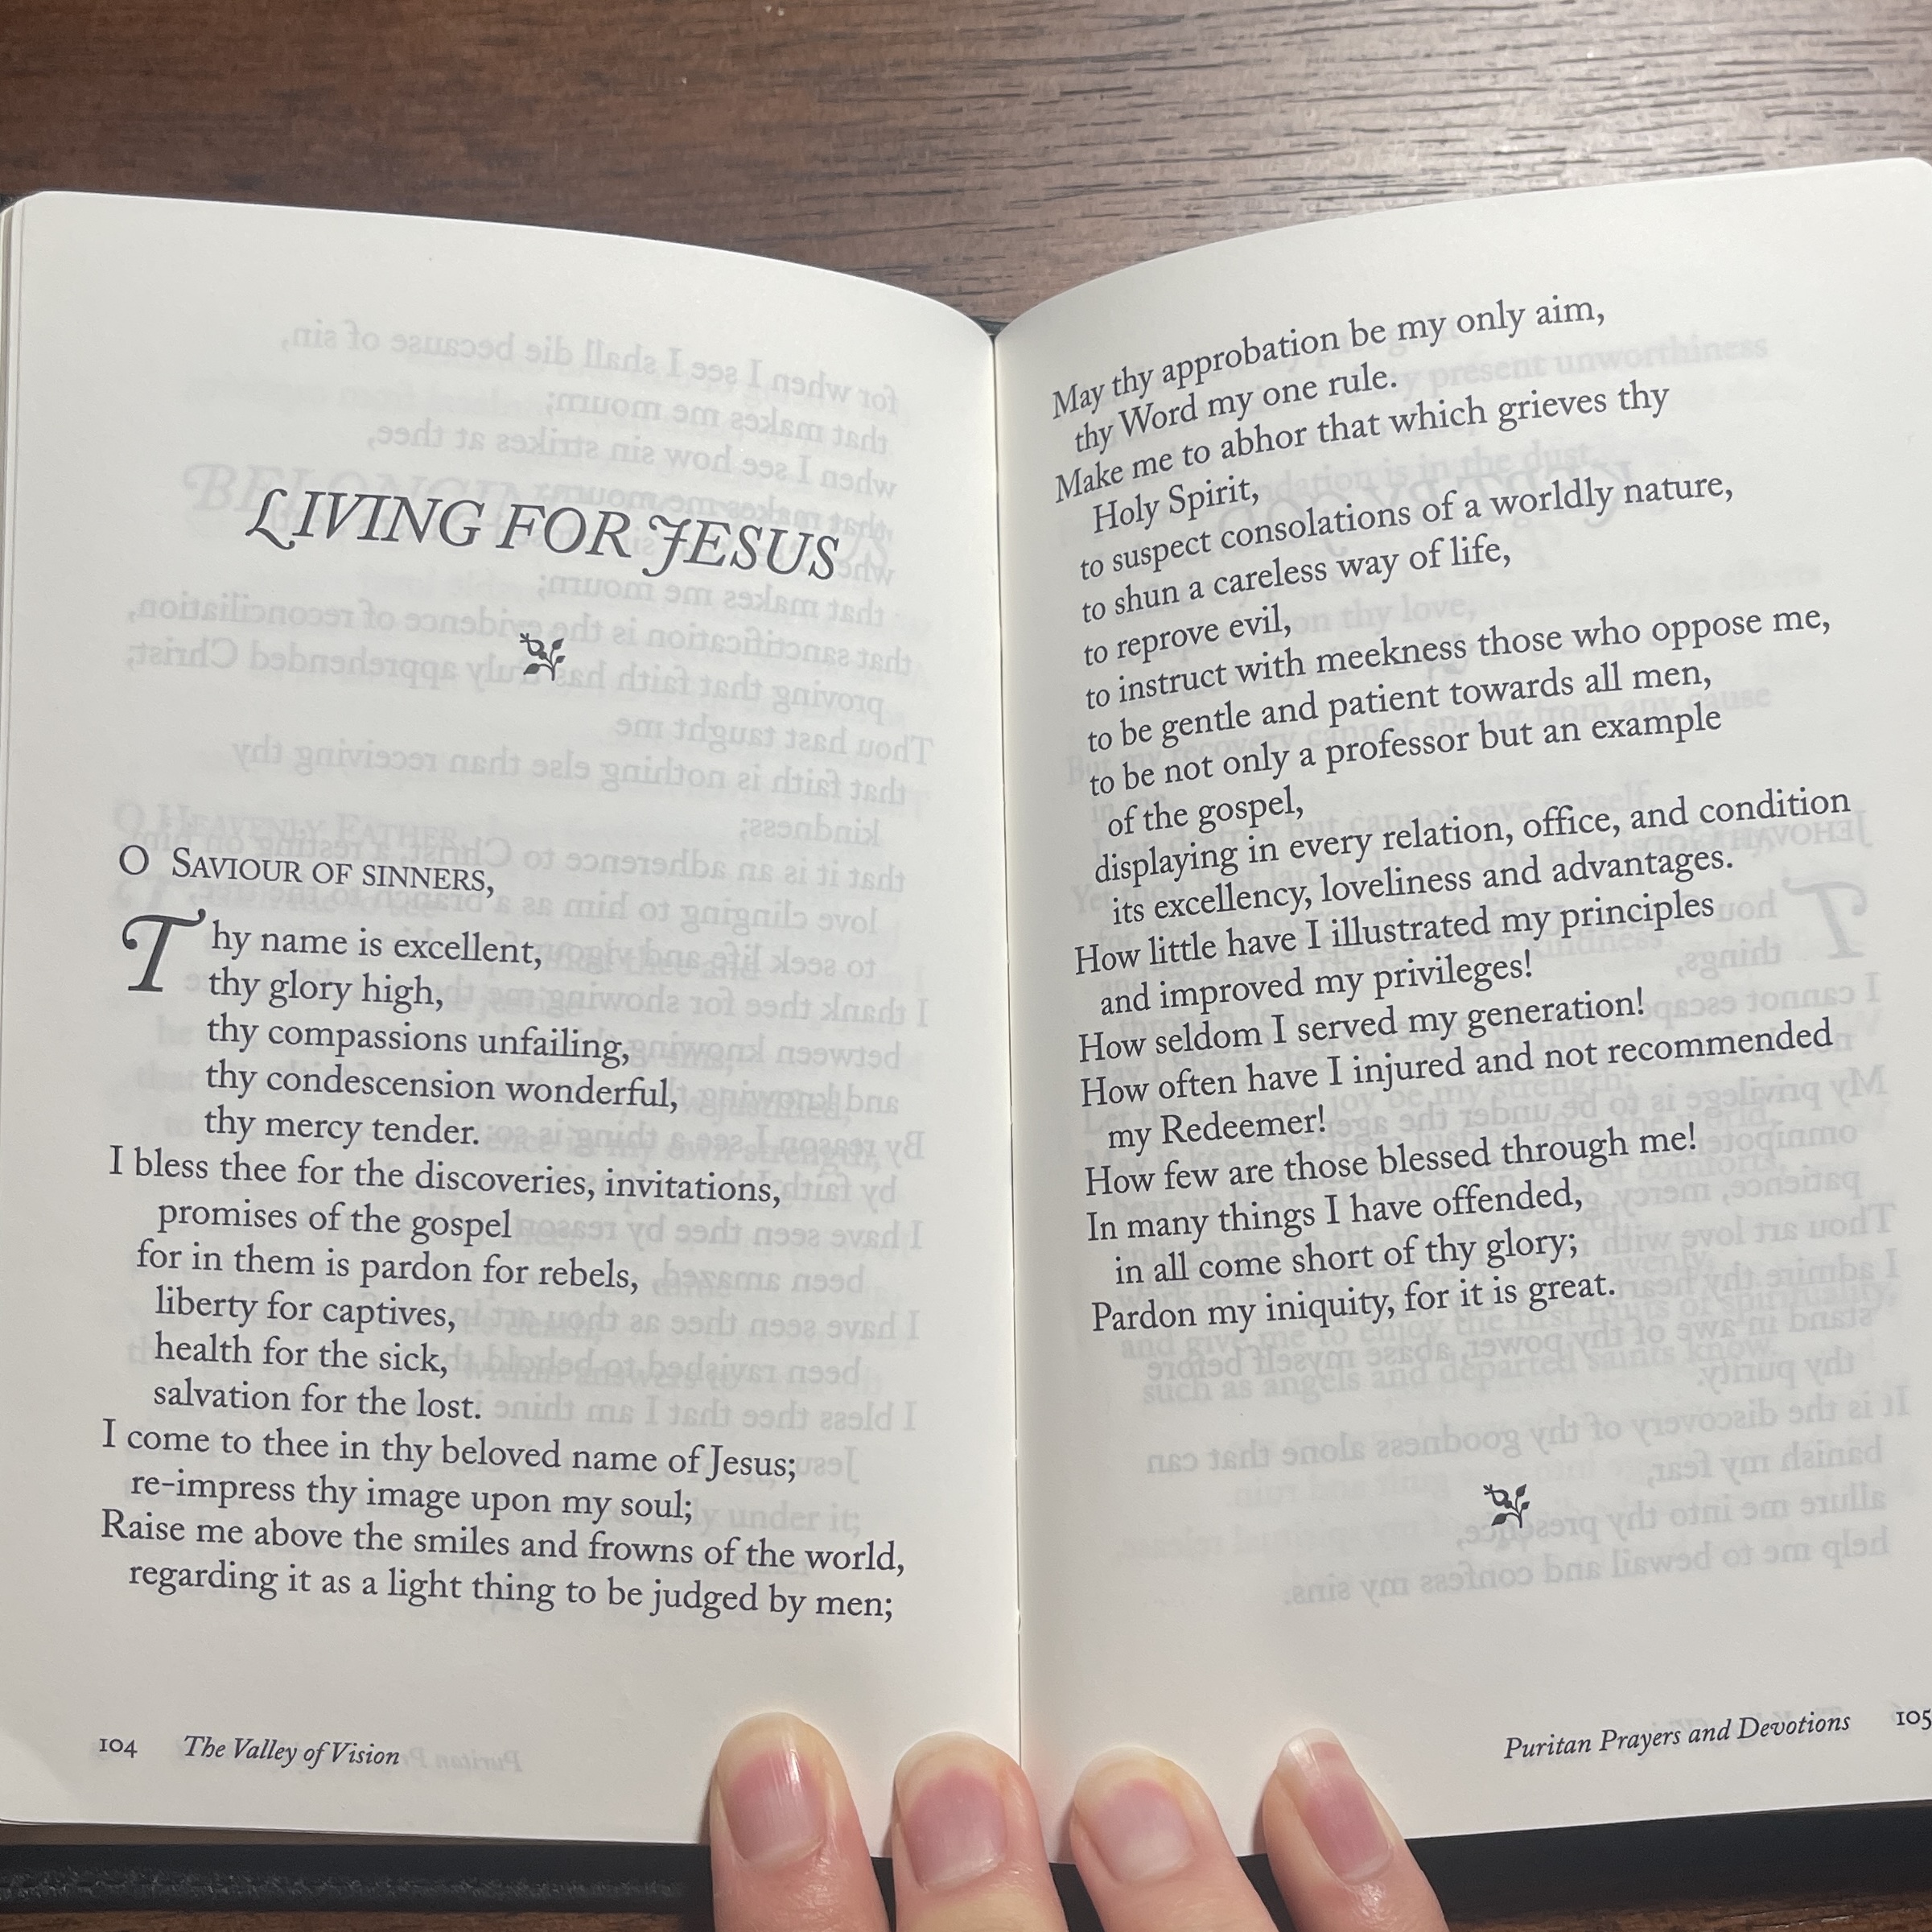 LIVING FOR JESUS
O SAVIOUR OF SINNERS,
Thy name is excellent,
thy glory high,
thy compassions unfailing,
thy condescension wonderful,
thy mercy tender.
I bless thee for the discoveries, invitations,
promises of the gospel
for in them is pardon for rebels,
liberty for captives,
health for the sick,
salvation for the lost.
I come to thee in thy beloved name of Jesus;
re-impress thy image upon my soul;
Raise me above the smiles and frowns of the world,
regarding it as a light thing to be judged by men;
104 The Valley of Vision
May thy approbation be my only aim,
thy Word my one rule.
Make me to abhor that which grieves thy
Holy Spirit,
to suspect consolations of a worldly nature,
to shun a careless way of life,
to reprove evil,
to instruct with meekness those who oppose me,
to be gentle and patient towards all men,
to be not only a professor but an example
of the gospel,
displaying in every relation, office, and condition
its excellency, loveliness and advantages.
How little have I illustrated my principles
and improved my privileges!
How seldom I served my generation!
How often have I injured and not recommended
my Redeemer!
How few are those blessed through me!
In many things I have offended,
in all come short of thy glory;
Pardon my iniquity, for it is great.
Puritan Prayers and Devotions 105